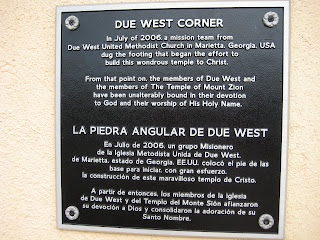 DUE WEST CORNER
In July of 2006, a mission team from
Due West United Methodist Church in Marietta, Georgia, USA
dug the footing that began the effort to
build this wondrous temple to Christ.
From that point on, the members of Due West and
the members of The Temple of Mount Zion
have been unalterably bound in their devotion
to God and their worship of His Holy Name.
LA PIEDRA ANGULAR DE DUE WEST
En Julio de 2006, un grupo Misionero
de la iglesia Metodista Unida de Due West,
de Marietta, estado de Georgia, EE.UU. colocó el pie de las
base para iniciar, con gran esfuerzo,
la construcción de este maravilloso templo de Cristo.
A partir de entonces, los miembros de la iglesia
de Due West y del Templo del Monte Sión afianzaron
su devoción a Dios y consolidaron la adoración de su
Santo Nombre.